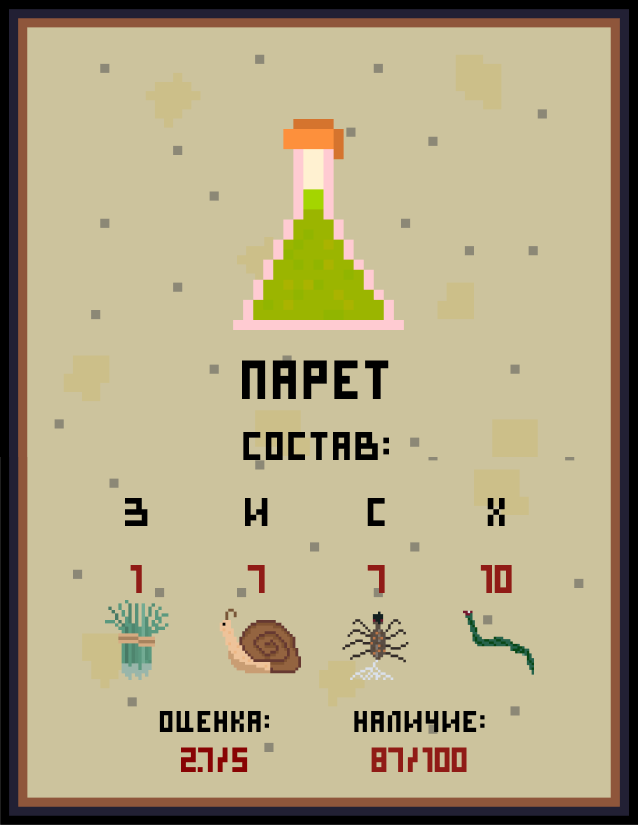 ПАРЕТ
СОСТАВ:
З И С Х
1 7 7 10
ОЦЕНКА: НАЛИЧИЕ:
2.7/5 87/100